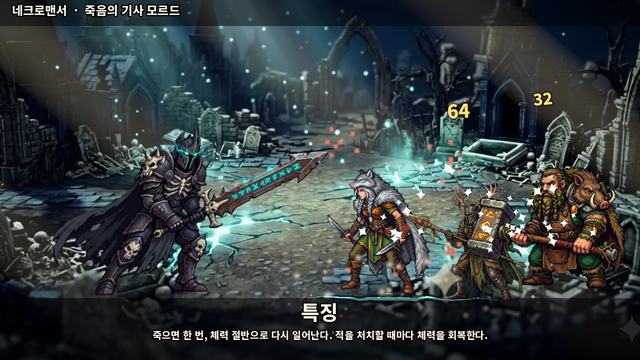 네크로맨서 · 죽음의 기사 모르드
64
32
특징
죽으면 한 번, 체력 절반으로 다시 일어난다. 적을 처치할 때마다 체력을 회복한다.